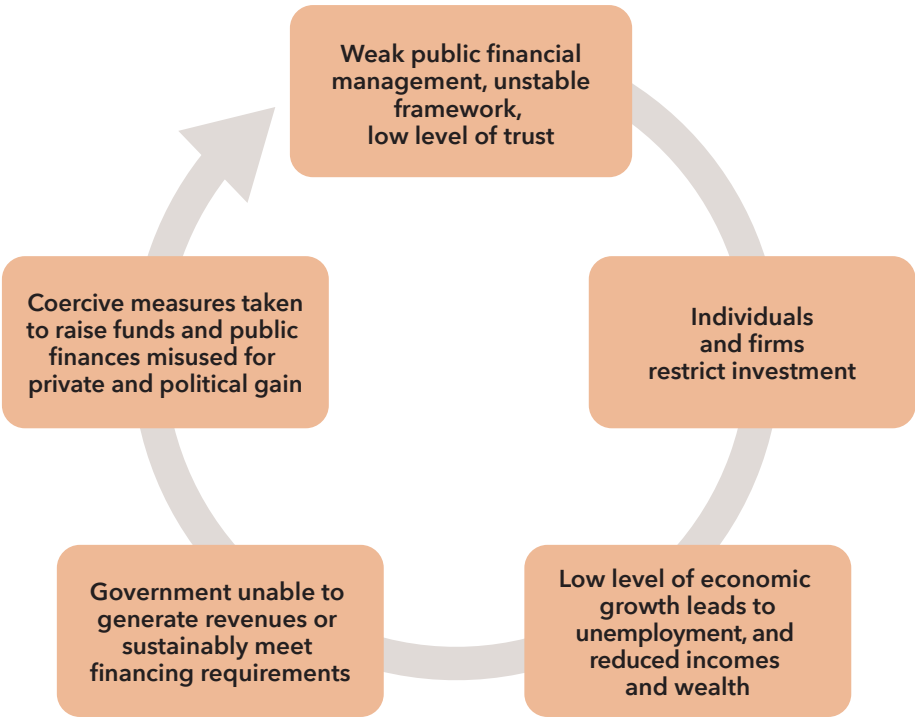 Weak public financial
management, unstable
framework,
low level of trust
Individuals
and firms
restrict investment
Low level of economic
growth leads to
unemployment, and
reduced incomes
and wealth
Government unable to
generate revenues or
sustainably meet
financing requirements
Coercive measures taken
to raise funds and public
finances misused for
private and political gain